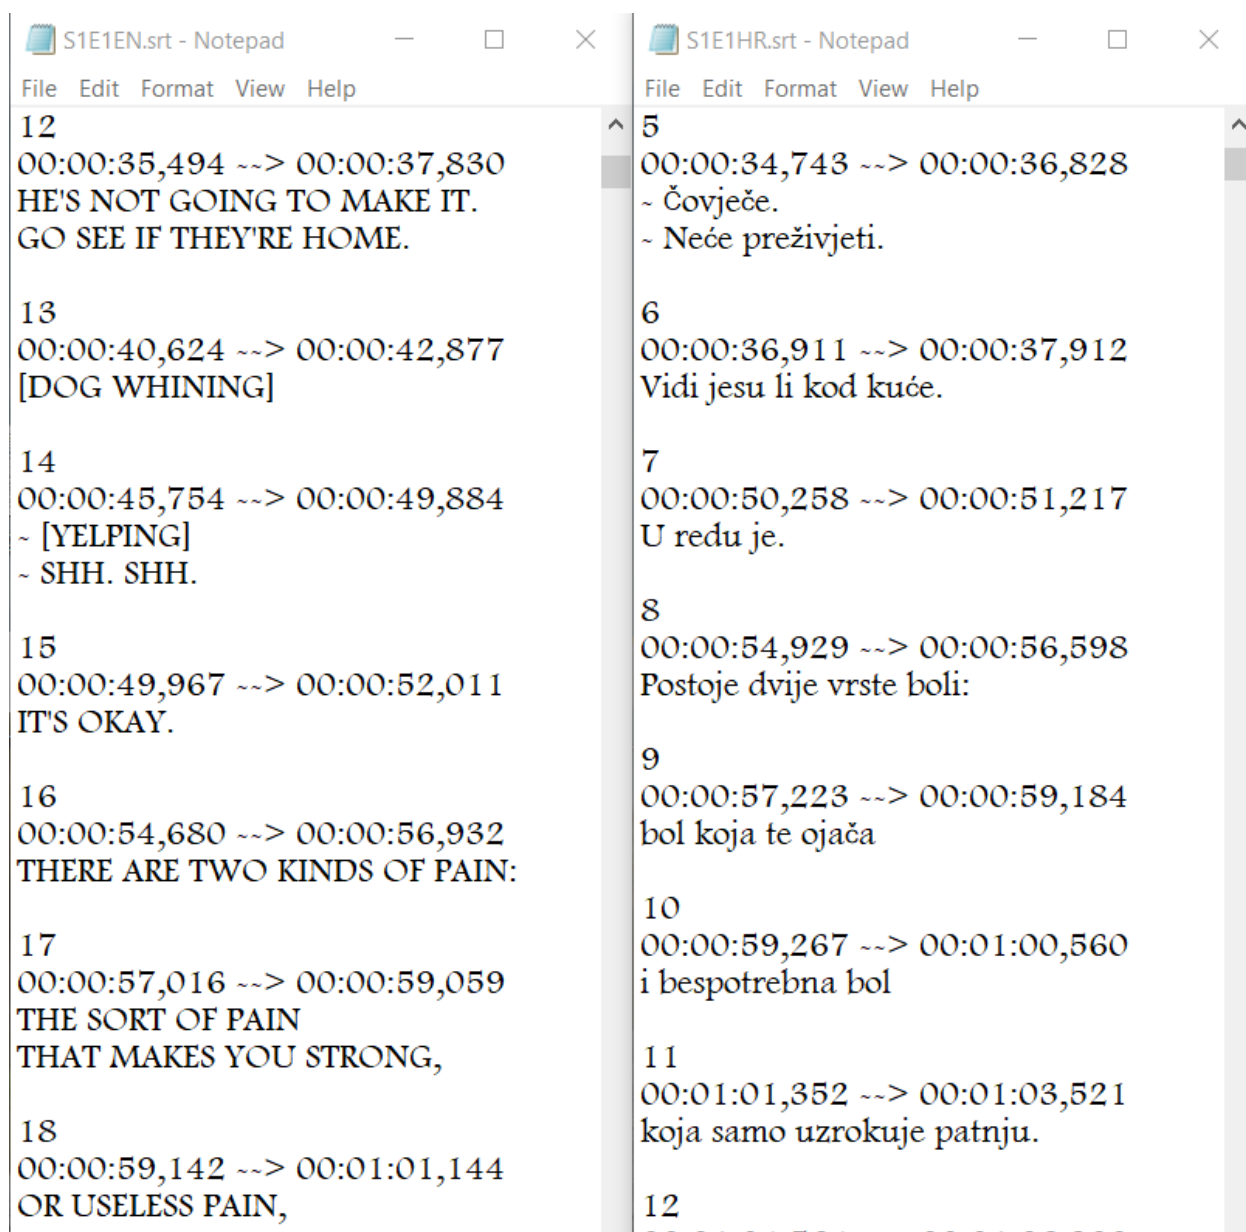 S1E1EN.srt - Notepad
File Edit Format View Help
12
00:00:35,494 --> 00:00:37,830
HE'S NOT GOING TO MAKE IT.
GO SEE IF THEY'RE HOME.
13
00:00:40,624 --> 00:00:42,877
[DOG WHINING]
14
00:00:45,754 --> 00:00:49,884
- [YELPING]
- SHH. SHH.
15
00:00:49,967 --> 00:00:52,011
IT'S OKAY.
16
00:00:54,680 --> 00:00:56,932
THERE ARE TWO KINDS OF PAIN:
17
00:00:57,016 --> 00:00:59,059
THE SORT OF PAIN
THAT MAKES YOU STRONG,
18
00:00:59,142 --> 00:01:01,144
OR USELESS PAIN,
S1E1HR.srt - Notepad
File Edit Format View Help
5
00:00:34,743 --> 00:00:36,828
- Čovječe.
- Neće preživjeti.
6
00:00:36,911 --> 00:00:37,912
Vidi jesu li kod kuće.
7
00:00:50,258 --> 00:00:51,217
U redu je.
8
00:00:54,929 --> 00:00:56,598
Postoje dvije vrste boli:
9
00:00:57,223 --> 00:00:59,184
bol koja te ojača
10
00:00:59,267 --> 00:01:00,560
i bespotrebna bol
11
00:01:01,352 --> 00:01:03,521
koja samo uzrokuje patnju.
12